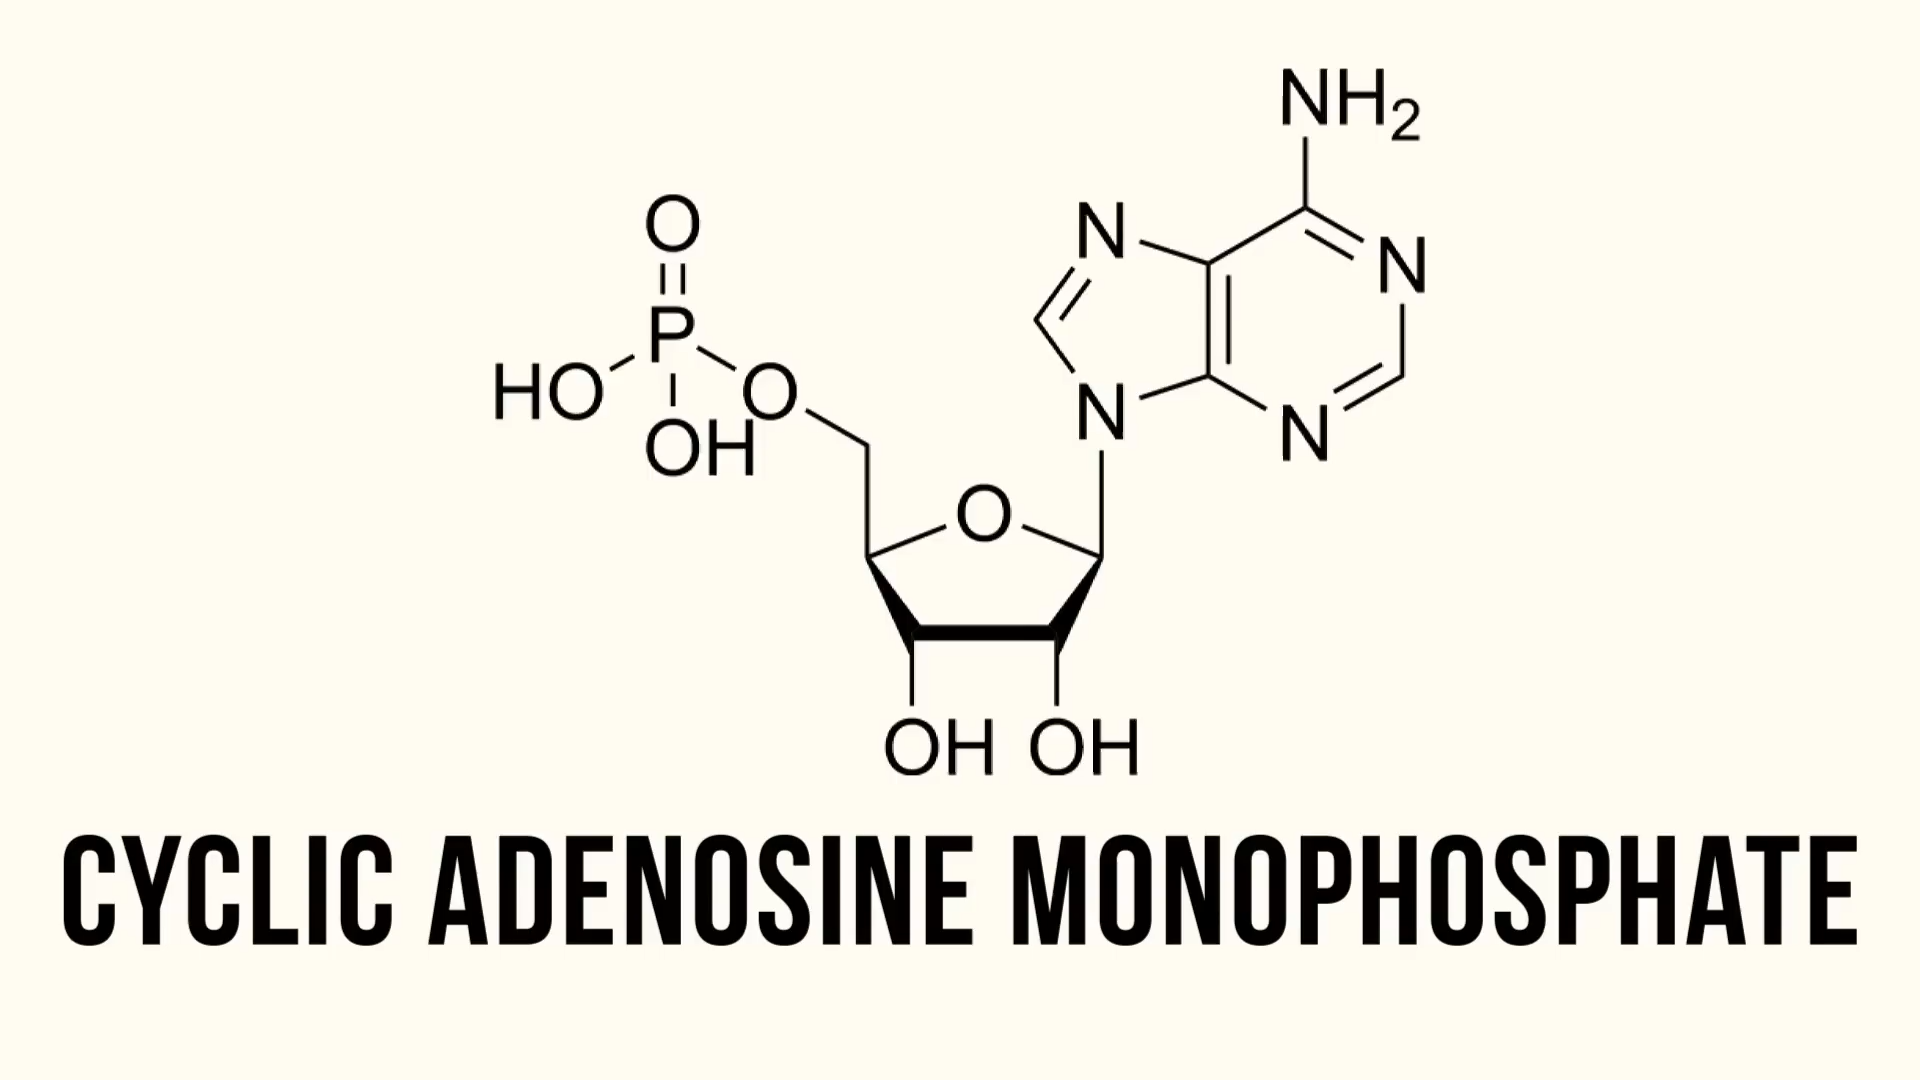 NH₂
O
N
N
P
HO
O
OH
N
N
O
OH OH
CYCLIC ADENOSINE MONOPHOSPHATE